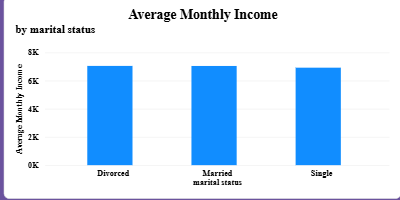 Average Monthly Income
by marital status
8K
6K
4K
2K
0K
Average Monthly Income
Divorced
Married
Single
marital status